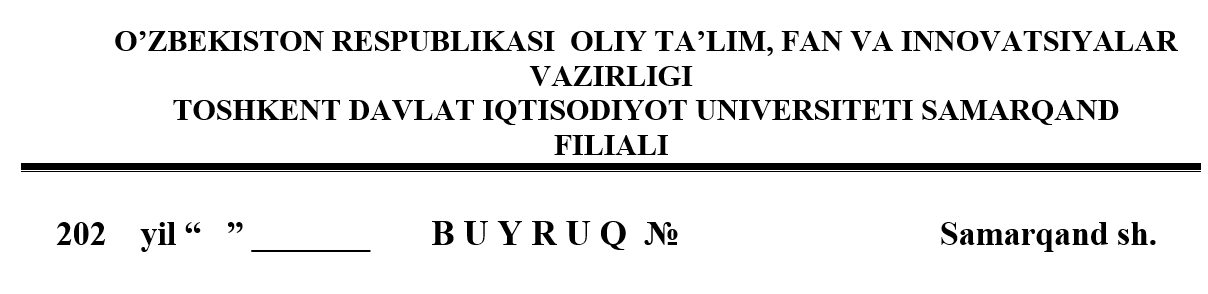 O’ZBEKISTON RESPUBLIKASI OLIY TA’LIM, FAN VA INNOVATSIYALAR
VAZIRLIGI
TOSHKENT DAVLAT IQTISODIYOT UNIVERSITETI SAMARQAND
FILIALI
202 yil “ ” _______ B U Y R U Q № Samarqand sh.